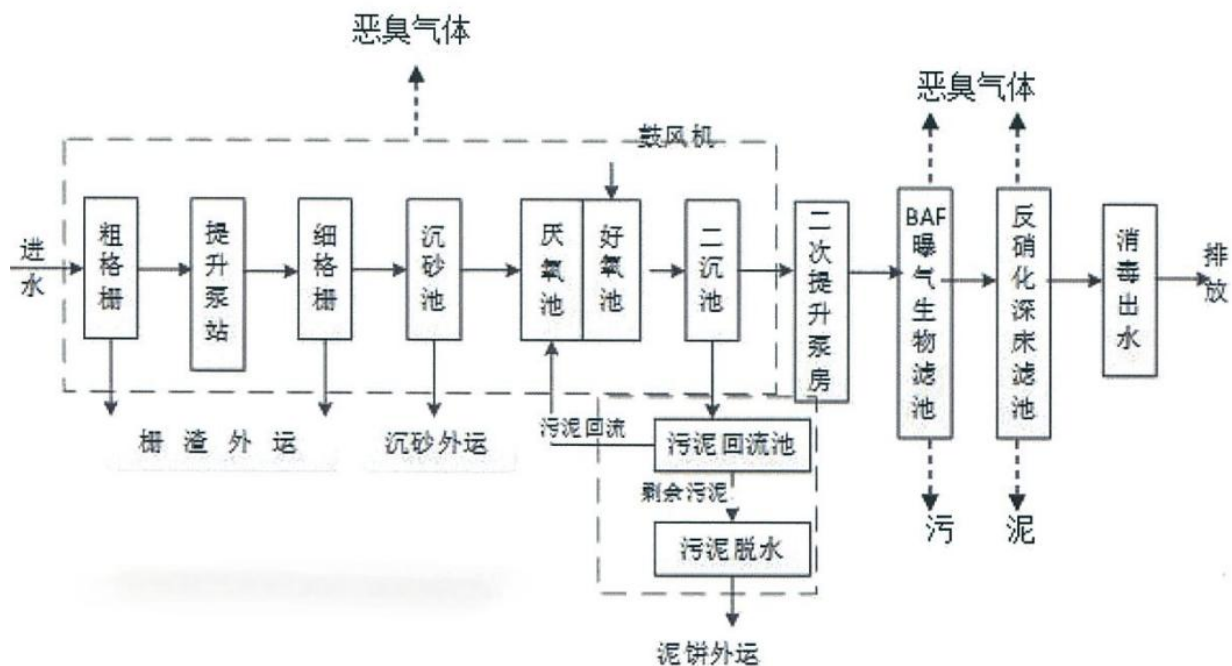 恶臭气体
恶臭气体
鼓风机
进水
粗格栅
提升泵站
细格栅
沉砂池
厌氧池
好氧池
二沉池
二次提升泵房
BAF曝气生物滤池
反硝化深床滤池
消毒出水
排放
栅渣外运
沉砂外运
污泥回流
污泥回流池
剩余污泥
污泥脱水
污泥
泥饼外运